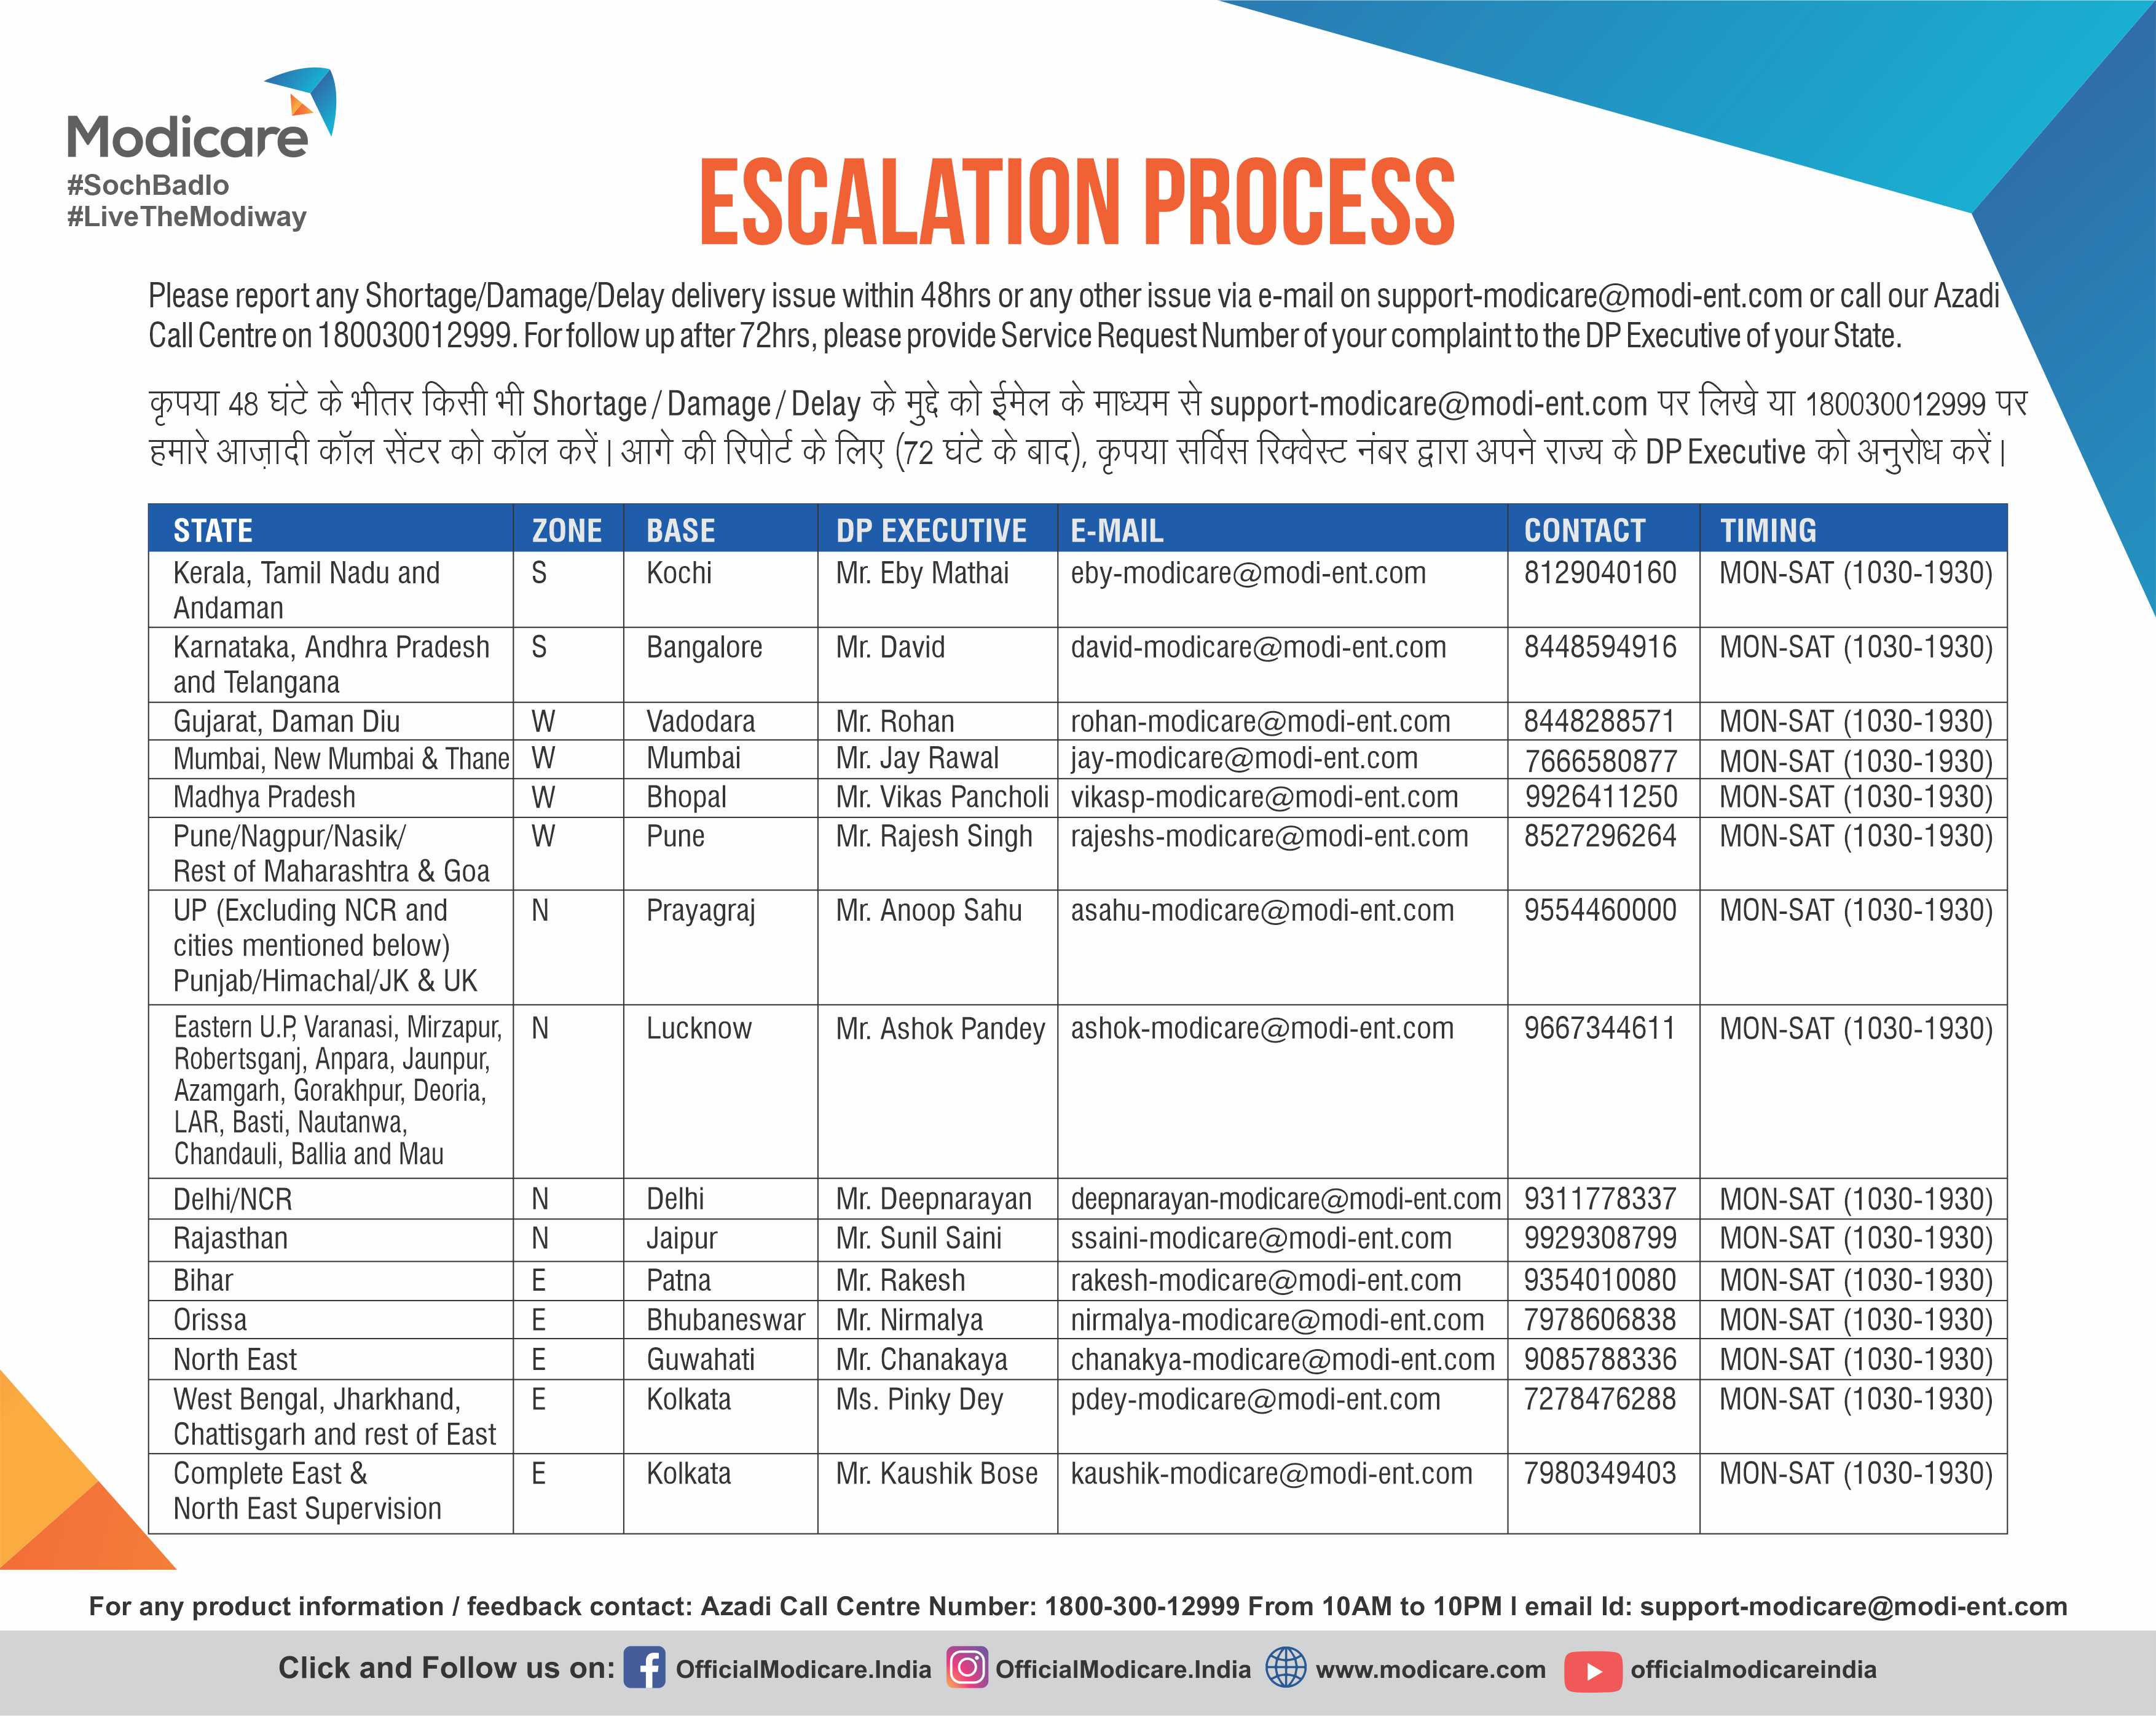 Modicare
#SochBadlo
#LiveTheModiway
ESCALATION PROCESS
Please report any Shortage/Damage/Delay delivery issue within 48hrs or any other issue via e-mail on support-modicare@modi-ent.com or call our Azadi
Call Centre on 180030012999. For follow up after 72hrs, please provide Service Request Number of your complaint to the DP Executive of your State.
कृपया 48 घंटे के भीतर किसी भी Shortage / Damage / Delay के मुद्दे को ईमेल के माध्यम से support-modicare@modi-ent.com पर लिखे या 180030012999 पर
हमारे आज़ादी कॉल सेंटर को कॉल करें। आगे की रिपोर्ट के लिए (72 घंटे के बाद), कृपया सर्विस रिक्वेस्ट नंबर द्वारा अपने राज्य के DP Executive को अनुरोध करें।
STATE ZONE BASE DP EXECUTIVE E-MAIL CONTACT TIMING
Kerala, Tamil Nadu and S Kochi Mr. Eby Mathai eby-modicare@modi-ent.com 8129040160 MON-SAT (1030-1930)
Andaman
Karnataka, Andhra Pradesh S Bangalore Mr. David david-modicare@modi-ent.com 8448594916 MON-SAT (1030-1930)
and Telangana
Gujarat, Daman Diu W Vadodara Mr. Rohan rohan-modicare@modi-ent.com 8448288571 MON-SAT (1030-1930)
Mumbai, New Mumbai & Thane W Mumbai Mr. Jay Rawal jay-modicare@modi-ent.com 7666580877 MON-SAT (1030-1930)
Madhya Pradesh W Bhopal Mr. Vikas Pancholi vikasp-modicare@modi-ent.com 9926411250 MON-SAT (1030-1930)
Pune/Nagpur/Nasik/ W Pune Mr. Rajesh Singh rajeshs-modicare@modi-ent.com 8527296264 MON-SAT (1030-1930)
Rest of Maharashtra & Goa
UP (Excluding NCR and N Prayagraj Mr. Anoop Sahu asahu-modicare@modi-ent.com 9554460000 MON-SAT (1030-1930)
cities mentioned below)
Punjab/Himachal/JK & UK
Eastern U.P, Varanasi, Mirzapur, N Lucknow Mr. Ashok Pandey ashok-modicare@modi-ent.com 9667344611 MON-SAT (1030-1930)
Robertsganj, Anpara, Jaunpur,
Azamgarh, Gorakhpur, Deoria,
LAR, Basti, Nautanwa,
Chandauli, Ballia and Mau
Delhi/NCR N Delhi Mr. Deepnarayan deepnarayan-modicare@modi-ent.com 9311778337 MON-SAT (1030-1930)
Rajasthan N Jaipur Mr. Sunil Saini ssaini-modicare@modi-ent.com 9929308799 MON-SAT (1030-1930)
Bihar E Patna Mr. Rakesh rakesh-modicare@modi-ent.com 9354010080 MON-SAT (1030-1930)
Orissa E Bhubaneswar Mr. Nirmalya nirmalya-modicare@modi-ent.com 7978606838 MON-SAT (1030-1930)
North East E Guwahati Mr. Chanakaya chanakya-modicare@modi-ent.com 9085788336 MON-SAT (1030-1930)
West Bengal, Jharkhand, E Kolkata Ms. Pinky Dey pdey-modicare@modi-ent.com 7278476288 MON-SAT (1030-1930)
Chattisgarh and rest of East
Complete East & E Kolkata Mr. Kaushik Bose kaushik-modicare@modi-ent.com 7980349403 MON-SAT (1030-1930)
North East Supervision
For any product information / feedback contact: Azadi Call Centre Number: 1800-300-12999 From 10AM to 10PM I email Id: support-modicare@modi-ent.com
Click and Follow us on: OfficialModicare.India OfficialModicare.India www.modicare.com officialmodicareindia